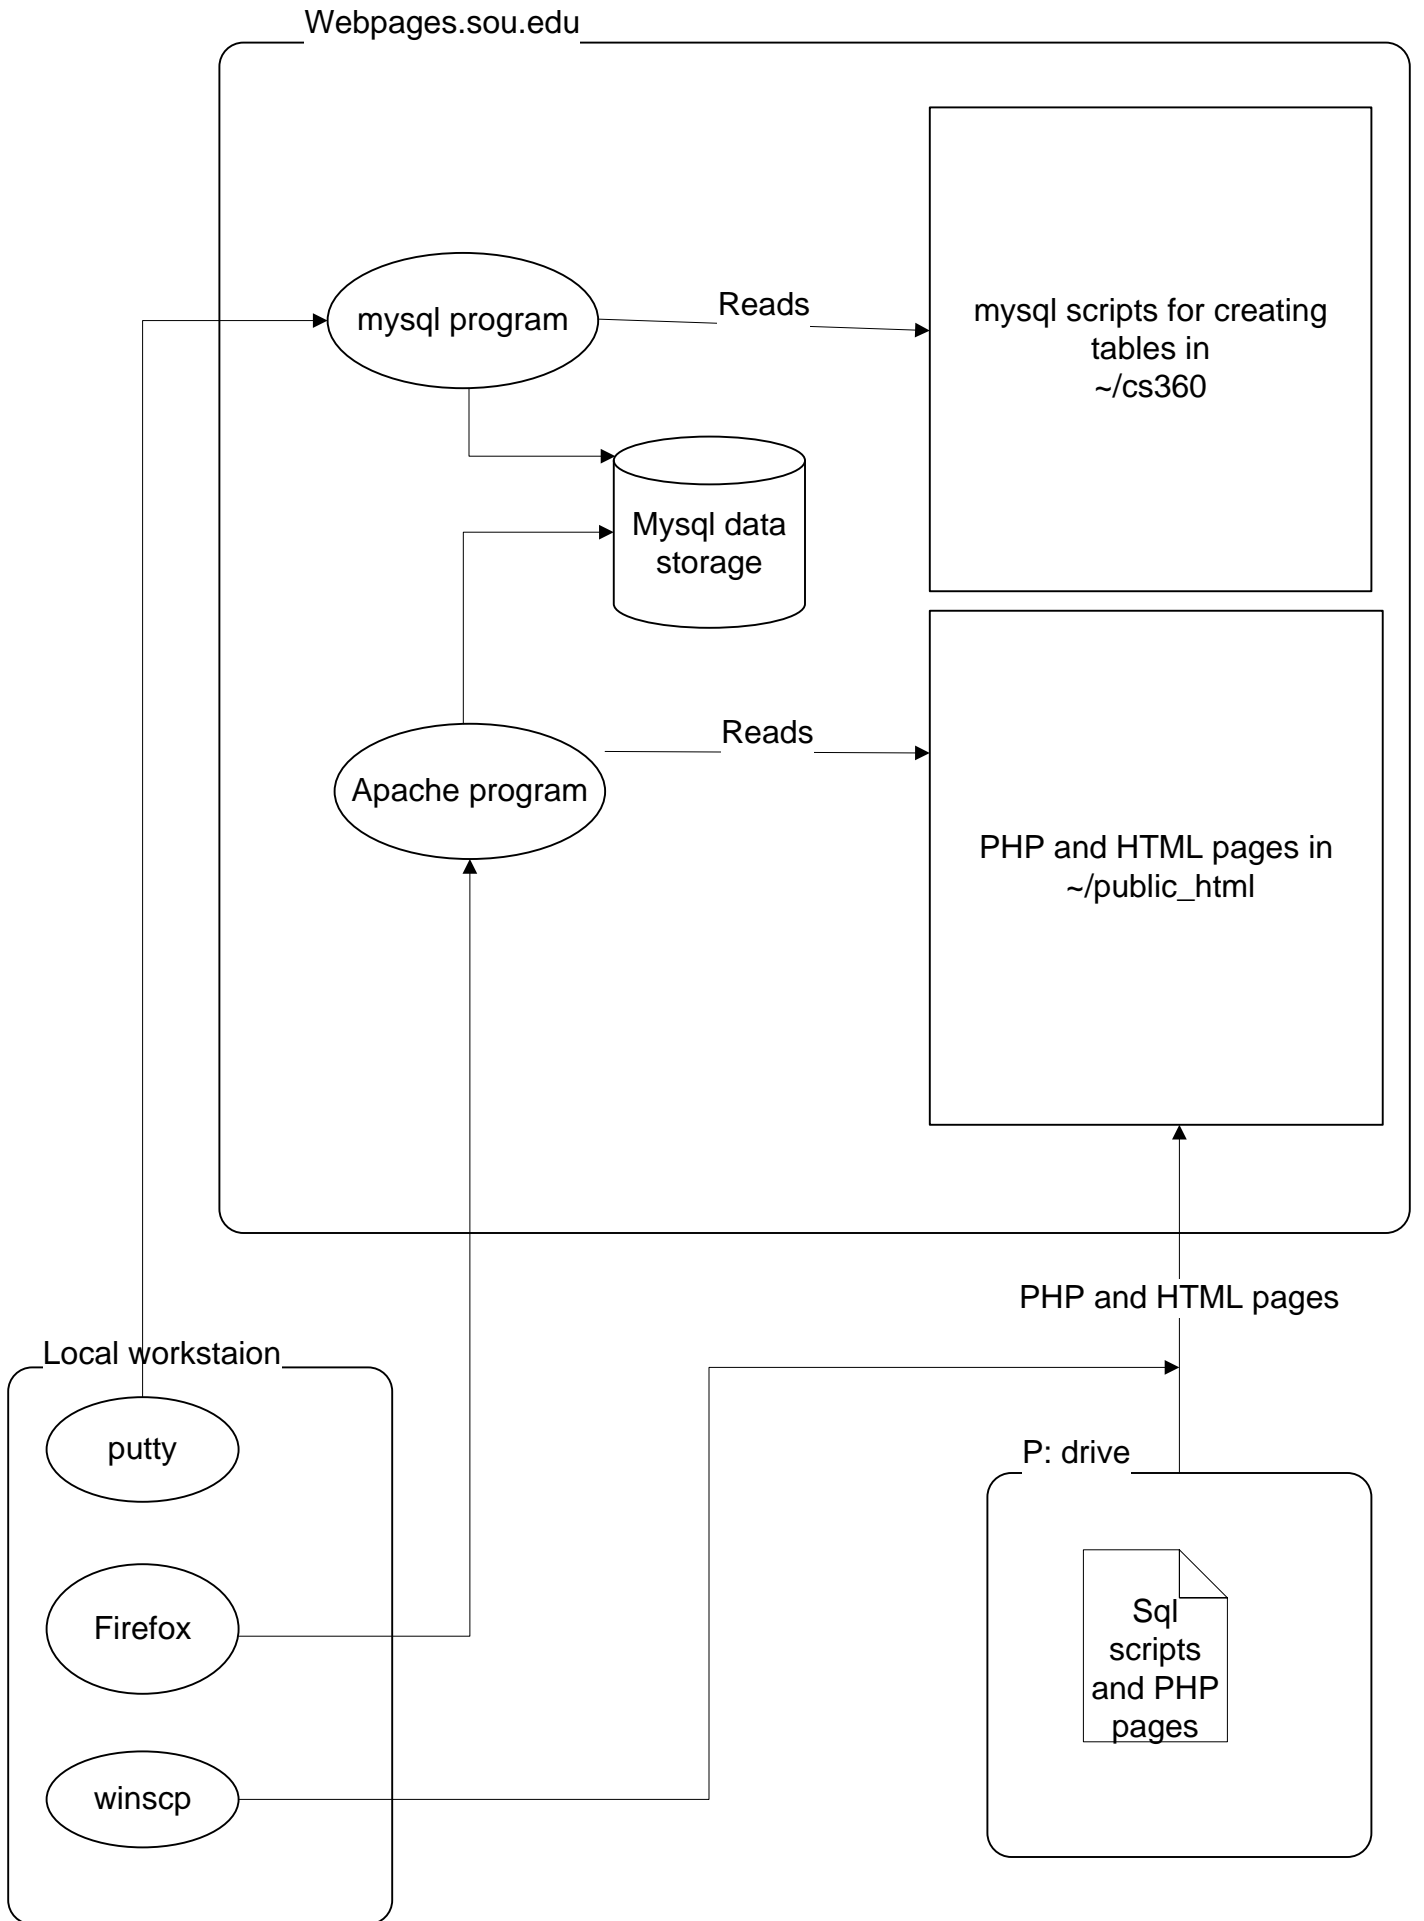 Webpages.sou.edu
mysql program
Reads
mysql scripts for creating
tables in
~/cs360
Mysql data
storage
Reads
Apache program
PHP and HTML pages in
~/public_html
PHP and HTML pages
Local workstaion
putty
P: drive
Firefox
Sql
scripts
and PHP
pages
winscp